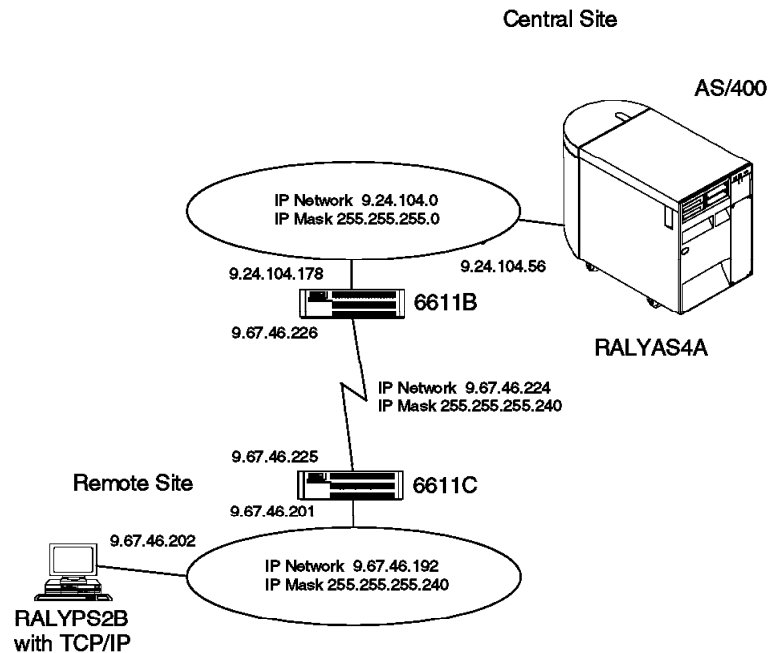 Central Site
AS/400
IP Network 9.24.104.0
IP Mask 255.255.255.0
9.24.104.178
9.24.104.56
6611B
9.67.46.226
RALYAS4A
IP Network 9.67.46.224
IP Mask 255.255.255.240
9.67.46.225
Remote Site
6611C
9.67.46.201
9.67.46.202
IP Network 9.67.46.192
IP Mask 255.255.255.240
RALYPS2B
with TCP/IP